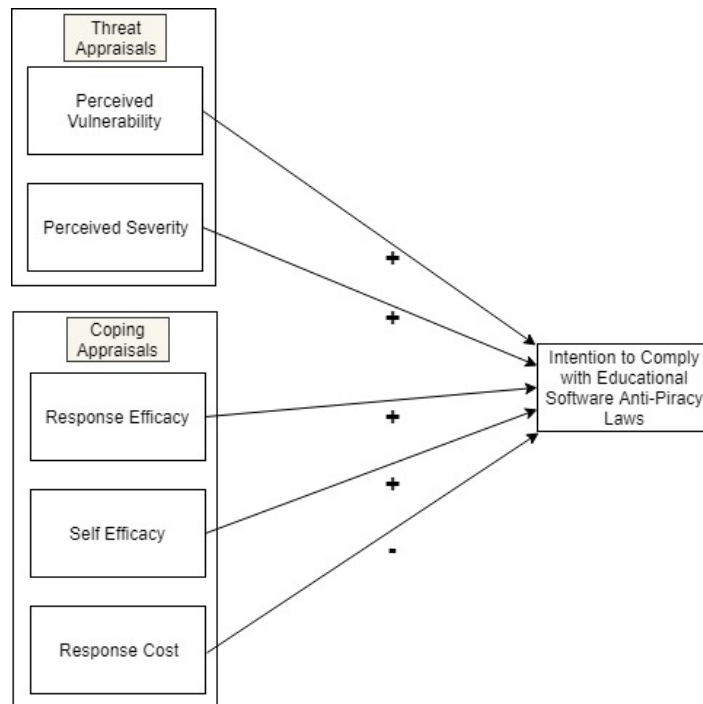 Threat
Appraisals
Perceived
Vulnerability
Perceived Severity
+
+
Coping
Appraisals
Response Efficacy
+
Self Efficacy
+
-
Response Cost
Intention to Comply
with Educational
Software Anti-Piracy
Laws